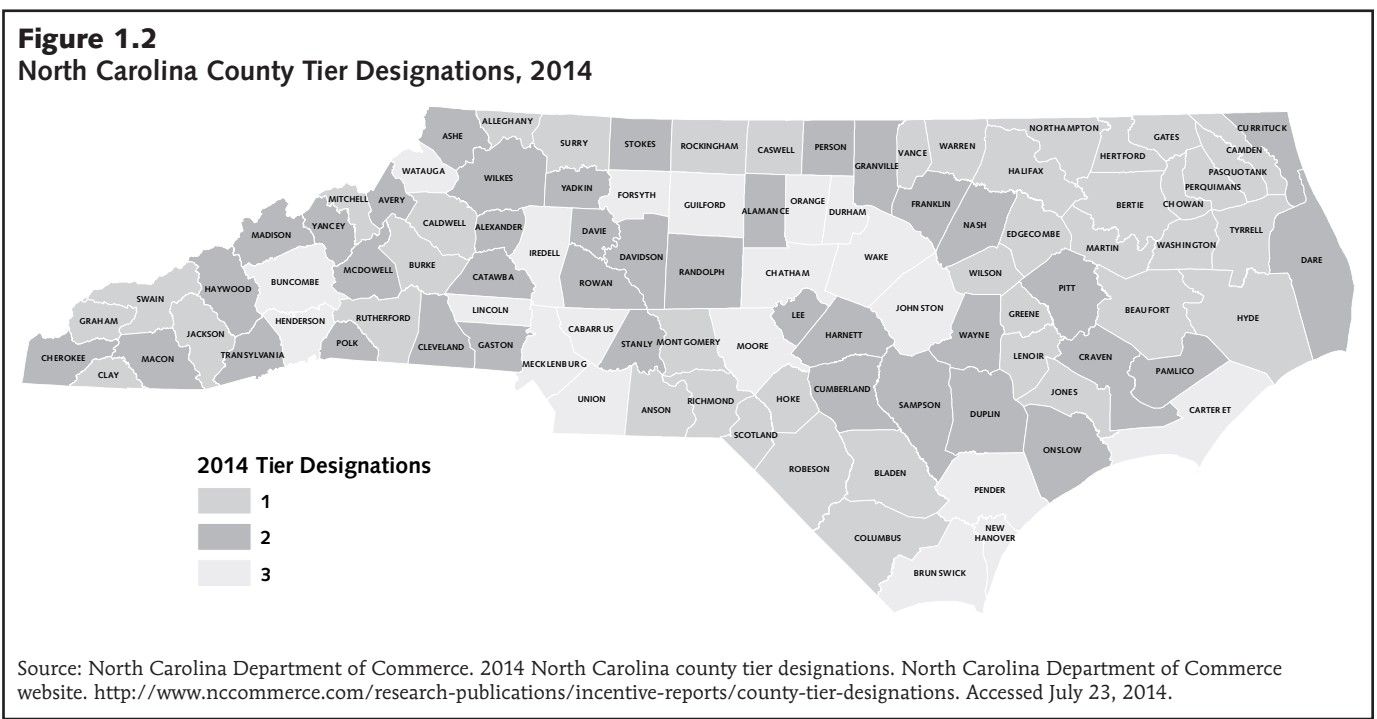 Figure 1.2
North Carolina County Tier Designations, 2014
ALLEGHANY
ASHE
SURRY
STOKES
ROCKINGHAM
CASWELL
PERSON
GRANVILLE
VANCE
WARREN
NORTHAMPTON
GATES
CURRITUCK
CAMDEN
HERTFORD
HALIFAX
PASQUOTANK
PERQUIMANS
WATAUGA
WILKES
YADKIN
FORSYTH
GUILFORD
ALAMANCE
ORANGE
DURHAM
FRANKLIN
NASH
BERTIE
CHOWAN
MITCHELL
AVERY
CALDWELL
ALEXANDER
DAVIE
EDGECOMBE
MARTIN
WASHINGTON
TYRRELL
DARE
MADISON
YANCEY
IREDELL
DAVIDSON
RANDOLPH
CHATHAM
WAKE
WILSON
PITT
BUNCOMBE
MCDOWELL
BURKE
CATAWBA
ROWAN
HAYWOOD
SWAIN
LINCOLN
JOHNSTON
GREENE
BEAUFORT
HYDE
GRAHAM
JACKSON
HENDERSON
RUTHERFORD
CABARRUS
LEE
HARNETT
WAYNE
CHEROKEE
MACON
TRANSYLVANIA
POLK
CLEVELAND
GASTON
STANLY
MONTGOMERY
MOORE
LENOIR
CRAVEN
PAMLICO
CLAY
MECKLENBURG
UNION
ANSON
RICHMOND
HOKE
CUMBERLAND
SAMPSON
DUPLIN
JONES
CARTERET
SCOTLAND
ONSLOW
ROBESON
BLADEN
PENDER
COLUMBUS
NEW
HANOVER
BRUNSWICK
2014 Tier Designations
1
2
3
Source: North Carolina Department of Commerce. 2014 North Carolina county tier designations. North Carolina Department of Commerce
website. http://www.nccommerce.com/research-publications/incentive-reports/county-tier-designations. Accessed July 23, 2014.